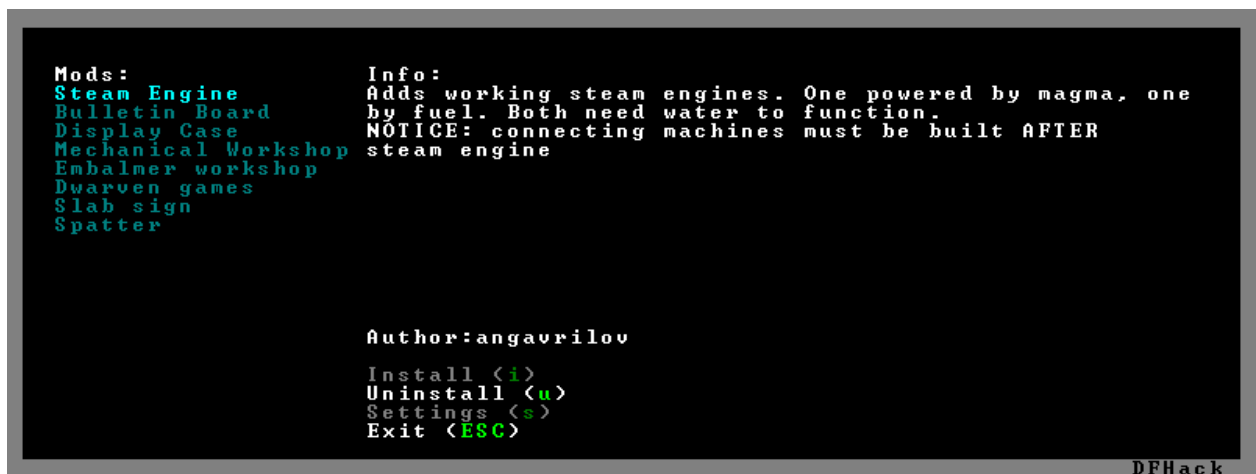 Mods:
Steam Engine
Bulletin Board
Display Case
Mechanical Workshop
Embalmer workshop
Dwarven games
Slab sign
Spatter
Info:
Adds working steam engines. One powered by magma, one
by fuel. Both need water to function.
NOTICE: connecting machines must be built AFTER
steam engine
Author:angavrilov
Install (i)
Uninstall (u)
Settings (s)
Exit (ESC)
DFHack